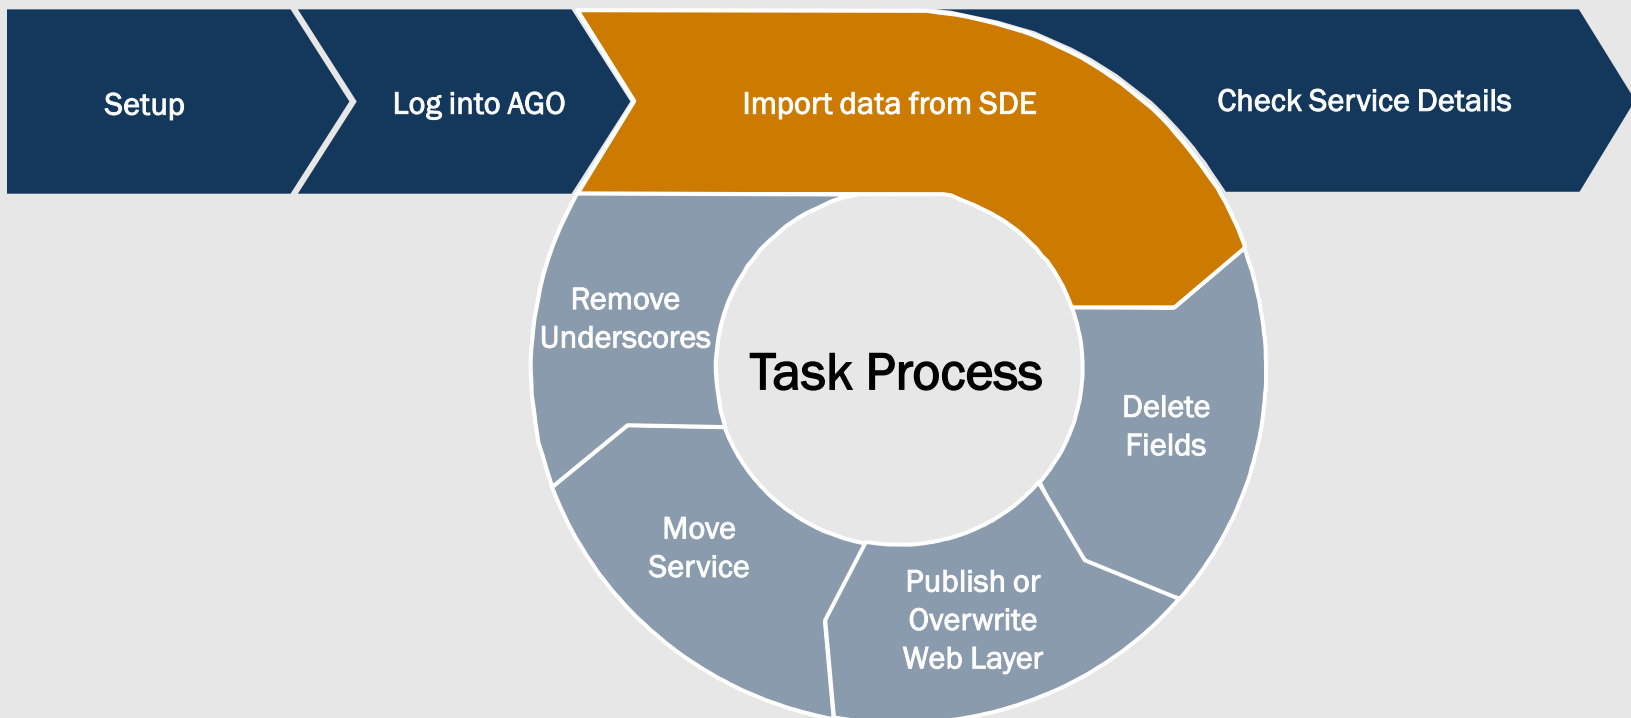 Setup
Log into AGO
Import data from SDE
Check Service Details
Remove
Underscores
Task Process
Delete
Fields
Move
Service
Publish or
Overwrite
Web Layer